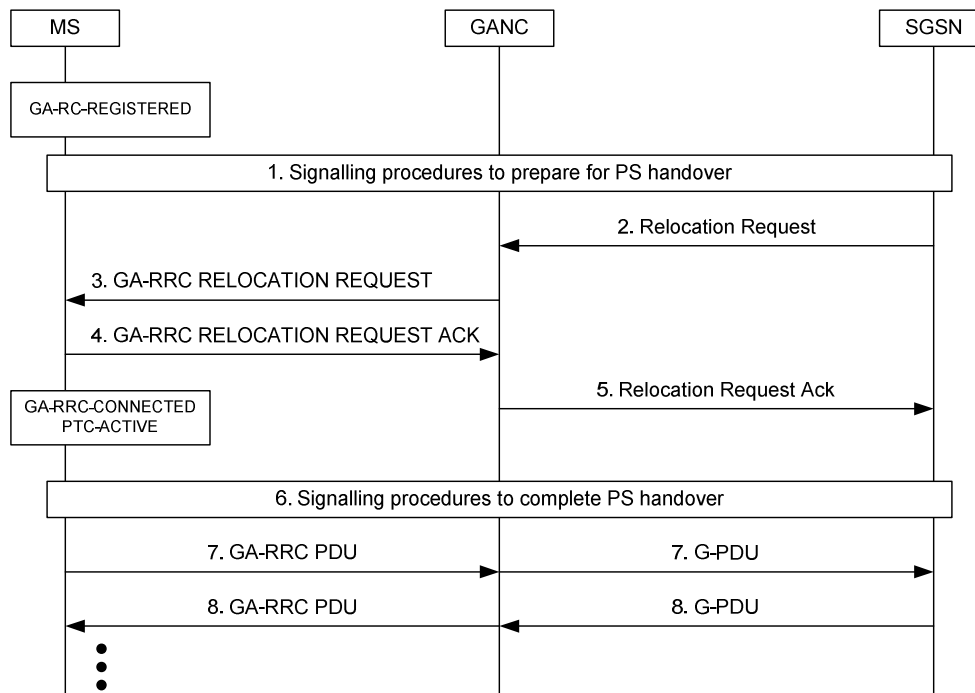 MS
GANC
SGSN
GA-RC-REGISTERED
1. Signalling procedures to prepare for PS handover
2. Relocation Request
3. GA-RRC RELOCATION REQUEST
4. GA-RRC RELOCATION REQUEST ACK
GA-RRC-CONNECTED
PTC-ACTIVE
5. Relocation Request Ack
6. Signalling procedures to complete PS handover
7. GA-RRC PDU
7. G-PDU
8. GA-RRC PDU
8. G-PDU